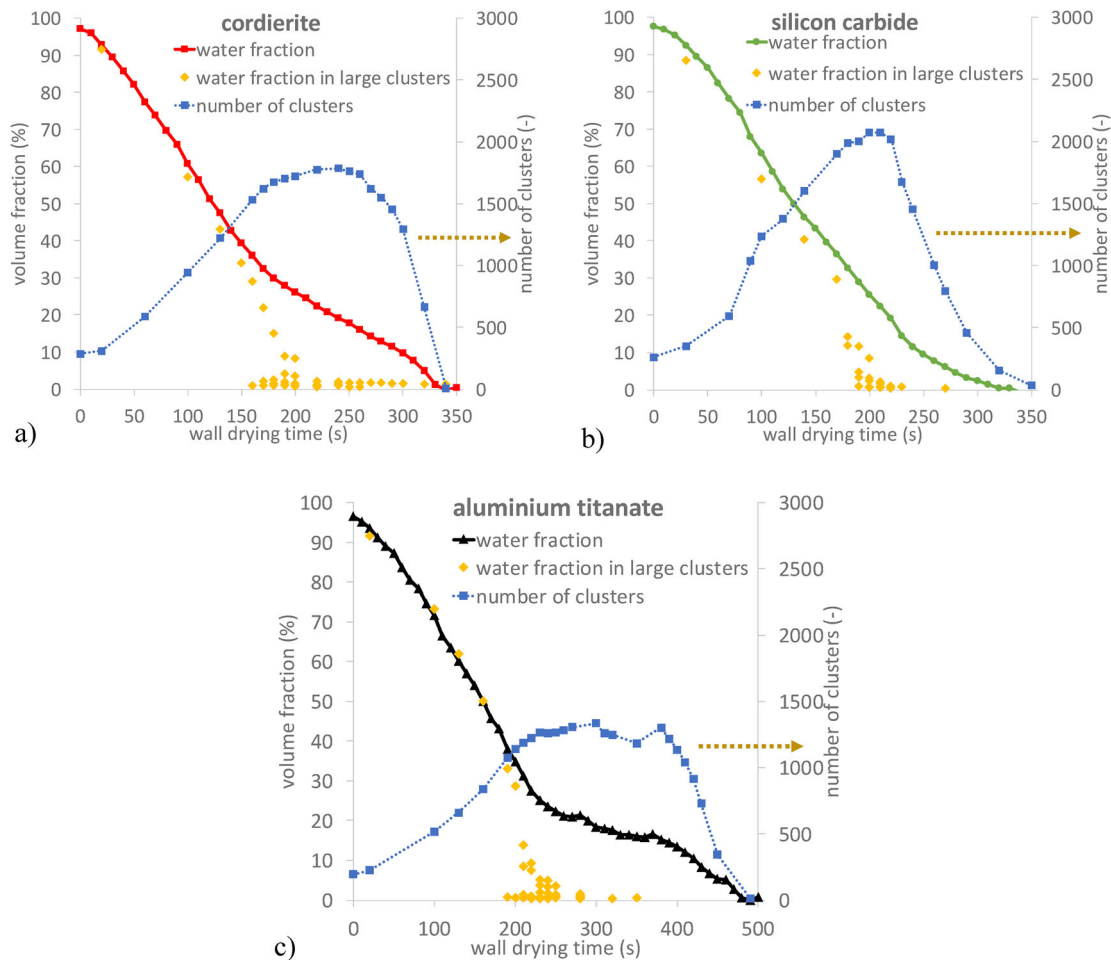 cordierite
water fraction
water fraction in large clusters
number of clusters
volume fraction (%)
100
90
80
70
60
50
40
30
20
10
0
0 50 100 150 200 250 300 350
wall drying time (s)
3000
2500
2000
1500
1000
500
0
number of clusters (-)
a)
silicon carbide
water fraction
water fraction in large clusters
number of clusters
volume fraction (%)
100
90
80
70
60
50
40
30
20
10
0
0 50 100 150 200 250 300 350
wall drying time (s)
3000
2500
2000
1500
1000
500
0
number of clusters (-)
b)
aluminium titanate
water fraction
water fraction in large clusters
number of clusters
volume fraction (%)
100
90
80
70
60
50
40
30
20
10
0
0 100 200 300 400 500
wall drying time (s)
3000
2500
2000
1500
1000
500
0
number of clusters (-)
c)